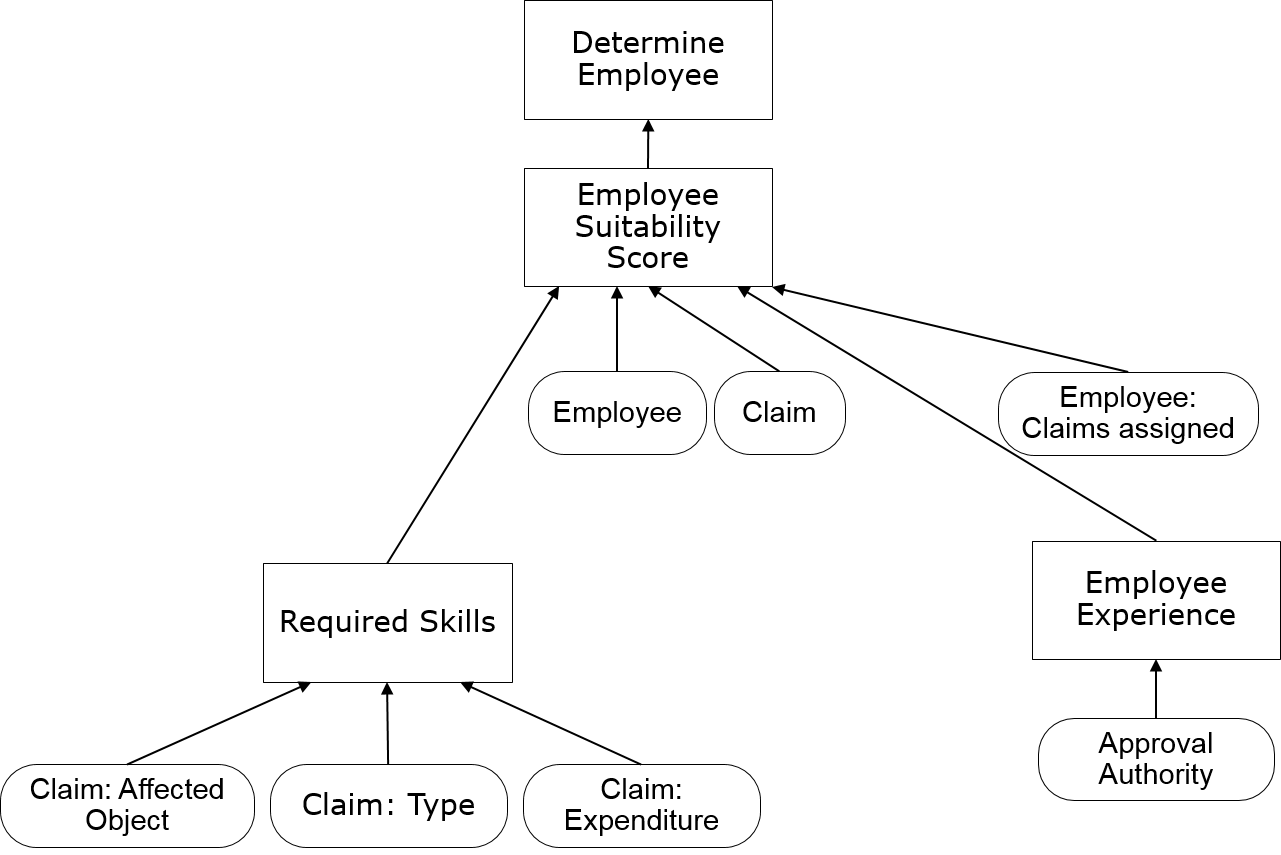 Determine
Employee
Employee
Suitability
Score
Employee
Claim
Employee:
Claims assigned
Required Skills
Employee
Experience
Claim: Affected
Object
Claim: Type
Claim:
Expenditure
Approval
Authority